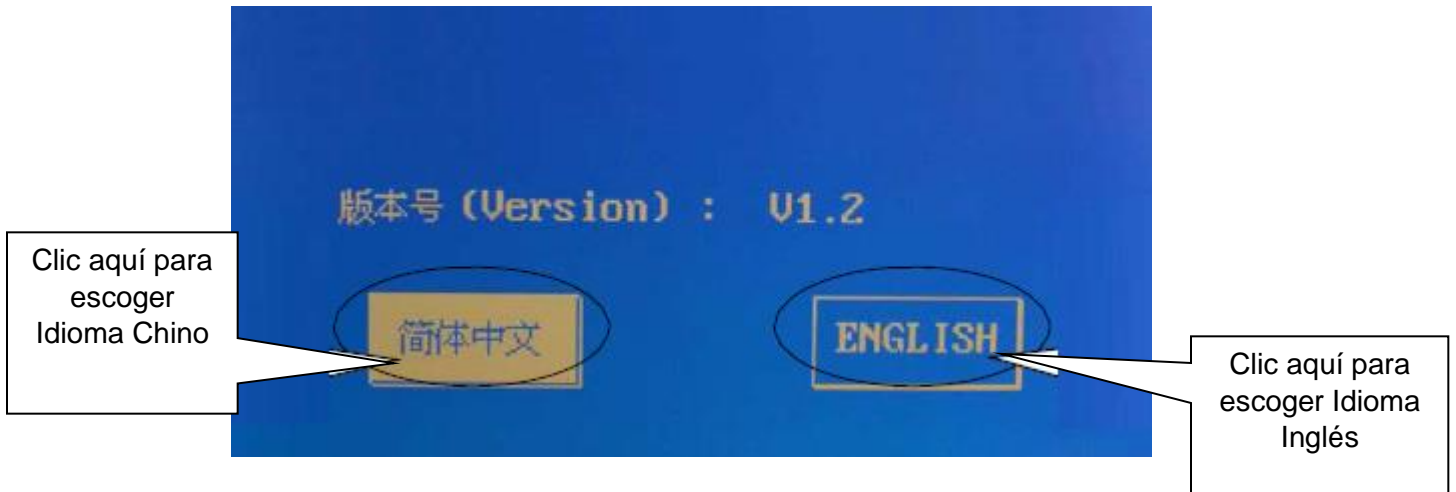 版本号 (Version) : V1.2
Clic aquí para
escoger
Idioma Chino
简体中文
ENGLISH
Clic aquí para
escoger Idioma
Inglés